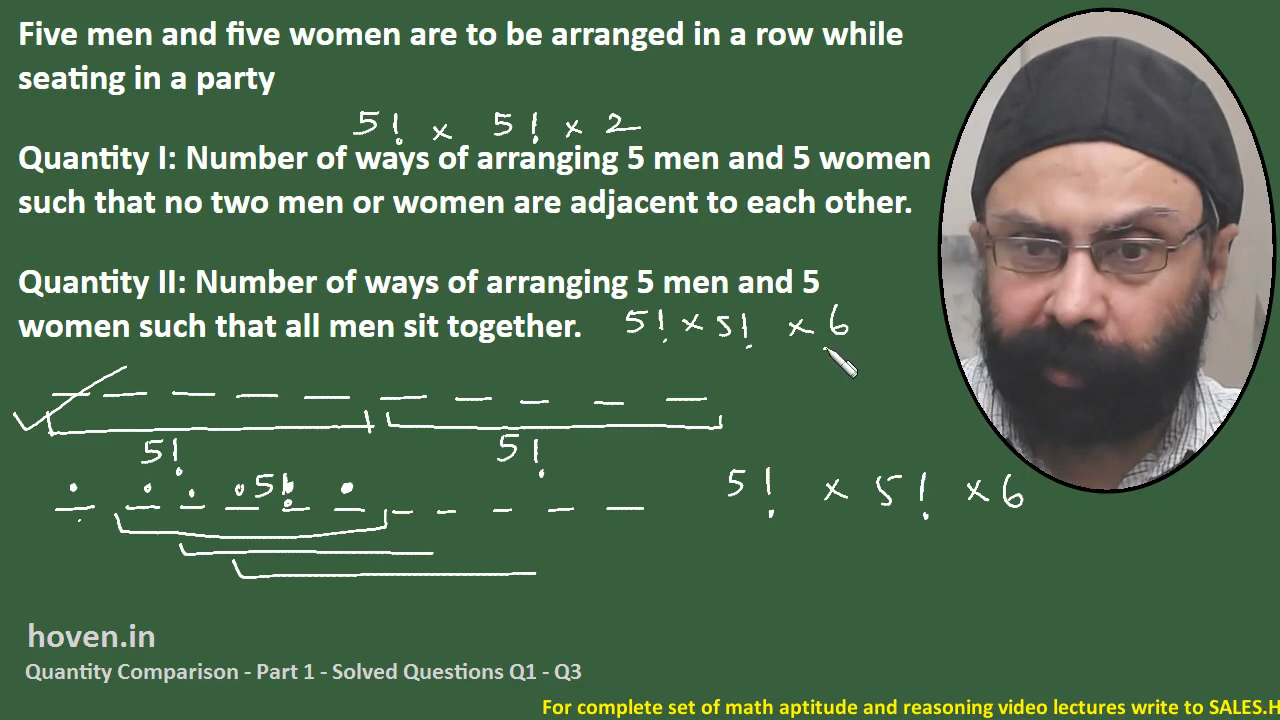 Five men and five women are to be arranged in a row while
seating in a party
5! × 5! × 2
Quantity I: Number of ways of arranging 5 men and 5 women
such that no two men or women are adjacent to each other.
Quantity II: Number of ways of arranging 5 men and 5
women such that all men sit together. 5! × 5! × 6
5! 5!
5! 5! × 5! × 6
hoven.in
Quantity Comparison - Part 1 - Solved Questions Q1 - Q3
For complete set of math aptitude and reasoning video lectures write to SALES.H